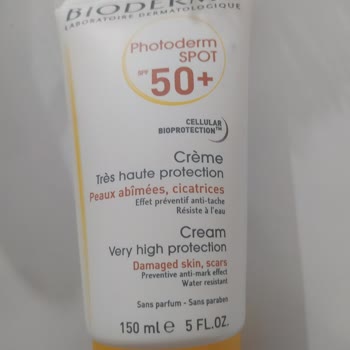 BIODERMA
LABORATOIRE DERMATOLOGIQUE
Photoderm
SPOT
SPF 50+
CELLULAR
BIOPROTECTION™
Crème
Très haute protection
Peaux abîmées, cicatrices
Effet préventif anti-tache
Résiste à l'eau
Cream
Very high protection
Damaged skin, scars
Preventive anti-mark effect
Water resistant
Sans parfum - Sans paraben
150 ml e 5 FL.OZ.